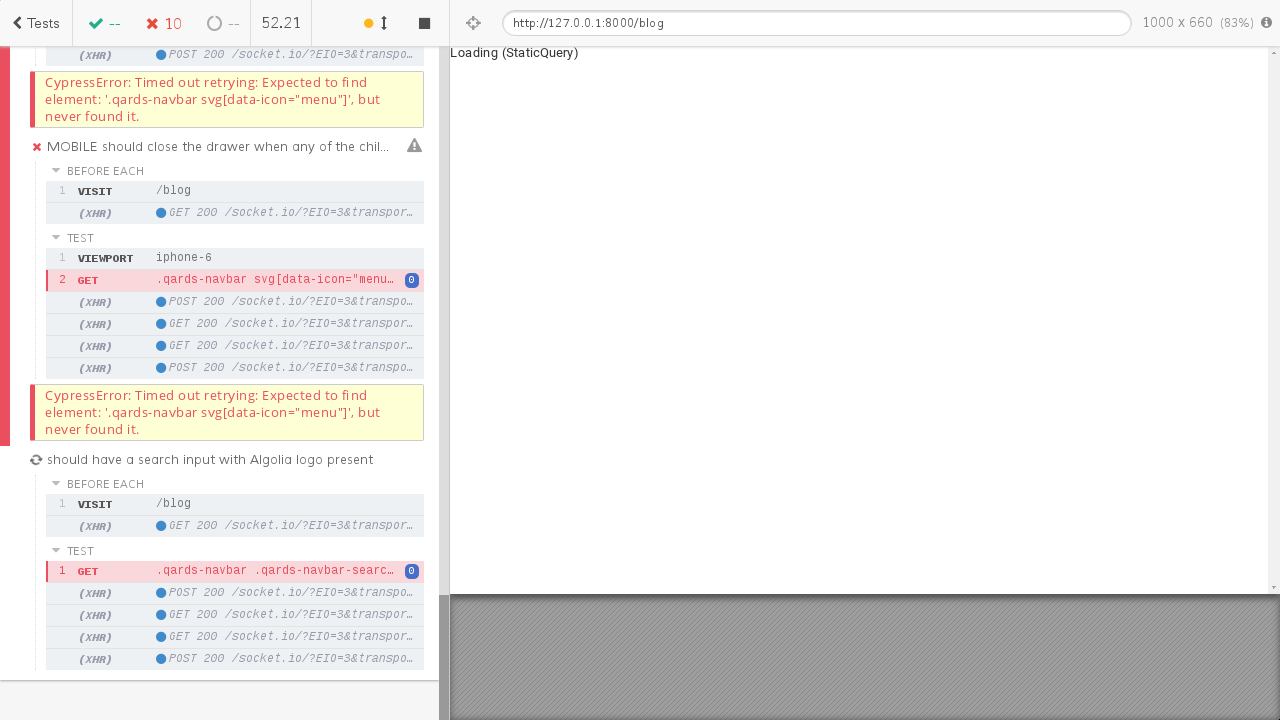 Tests
--
10
--
52.21
http://127.0.0.1:8000/blog
1000 x 660 (83%)
(XHR) POST 200 /socket.io/?EIO=3&transpo…
CypressError: Timed out retrying: Expected to find
element: '.qards-navbar svg[data-icon="menu"]', but
never found it.
MOBILE should close the drawer when any of the chil...
BEFORE EACH
1 VISIT /blog
(XHR) GET 200 /socket.io/?EIO=3&transpor…
TEST
1 VIEWPORT iphone-6
2 GET .qards-navbar svg[data-icon="menu… 0
(XHR) POST 200 /socket.io/?EIO=3&transpo…
(XHR) GET 200 /socket.io/?EIO=3&transpor…
(XHR) GET 200 /socket.io/?EIO=3&transpor…
(XHR) POST 200 /socket.io/?EIO=3&transpo…
CypressError: Timed out retrying: Expected to find
element: '.qards-navbar svg[data-icon="menu"]', but
never found it.
should have a search input with Algolia logo present
BEFORE EACH
1 VISIT /blog
(XHR) GET 200 /socket.io/?EIO=3&transpor…
TEST
1 GET .qards-navbar .qards-navbar-searc… 0
(XHR) POST 200 /socket.io/?EIO=3&transpo…
(XHR) GET 200 /socket.io/?EIO=3&transpor…
(XHR) GET 200 /socket.io/?EIO=3&transpor…
(XHR) POST 200 /socket.io/?EIO=3&transpo…
Loading (StaticQuery)